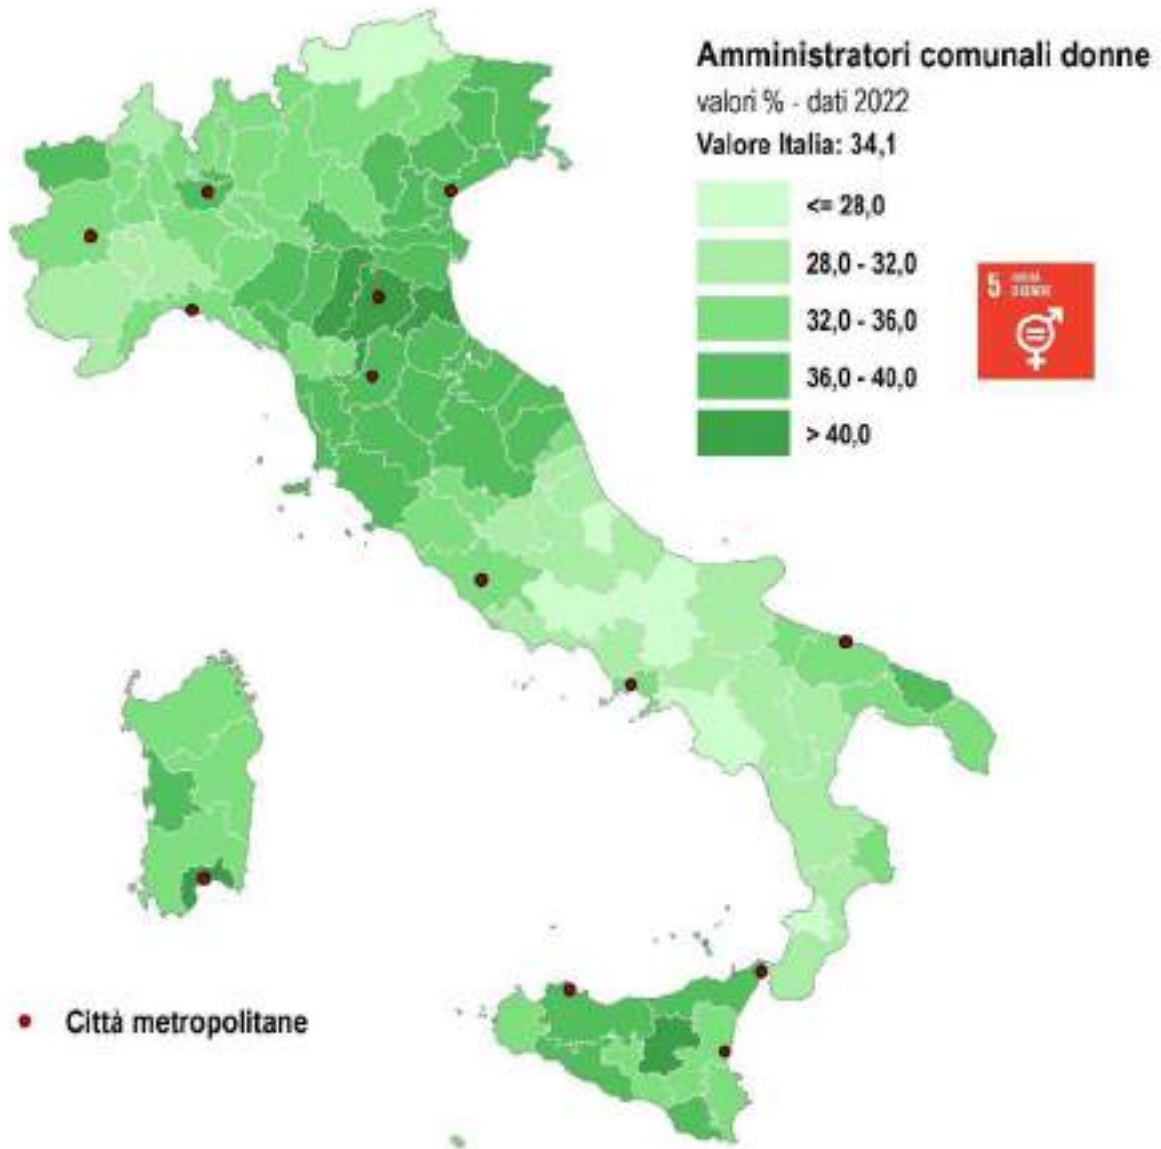 Amministratori comunali donne
valori % - dati 2022
Valore Italia: 34,1
<= 28,0
28,0 - 32,0
32,0 - 36,0
36,0 - 40,0
> 40,0
5
Città metropolitane